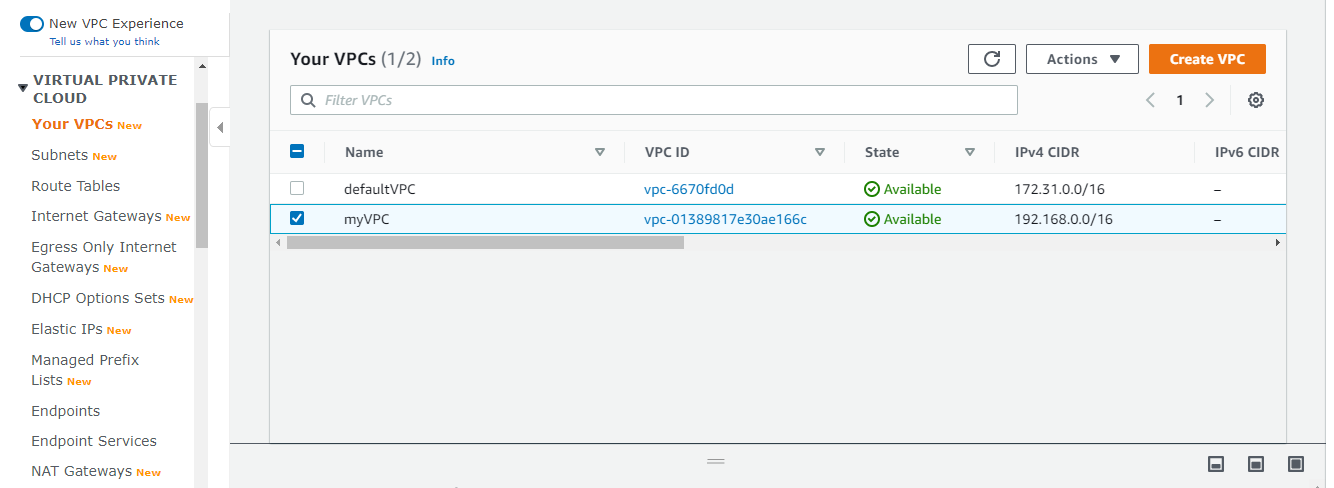 New VPC Experience
Tell us what you think
VIRTUAL PRIVATE
CLOUD
Your VPCs New
Subnets New
Route Tables
Internet Gateways New
Egress Only Internet
Gateways New
DHCP Options Sets New
Elastic IPs New
Managed Prefix
Lists New
Endpoints
Endpoint Services
NAT Gateways New
Your VPCs (1/2) Info
Actions
Create VPC
Filter VPCs
1
Name VPC ID State IPv4 CIDR IPv6 CIDR
defaultVPC vpc-6670fd0d Available 172.31.0.0/16 –
myVPC vpc-01389817e30ae166c Available 192.168.0.0/16 –